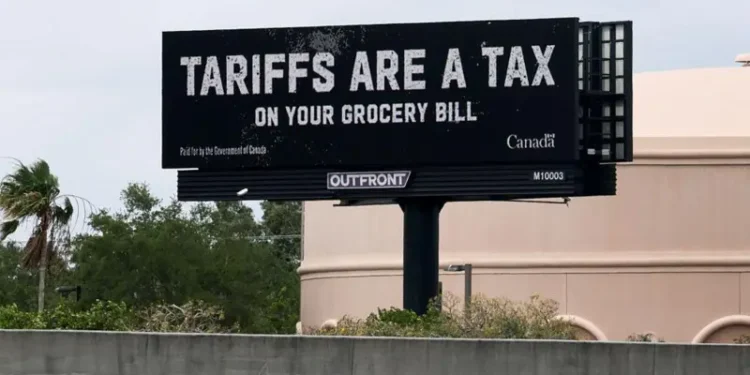 TARIFFS ARE A TAX
ON YOUR GROCERY BILL
Paid for by the Government of Canada
Canada
OUTFRONT
M10003